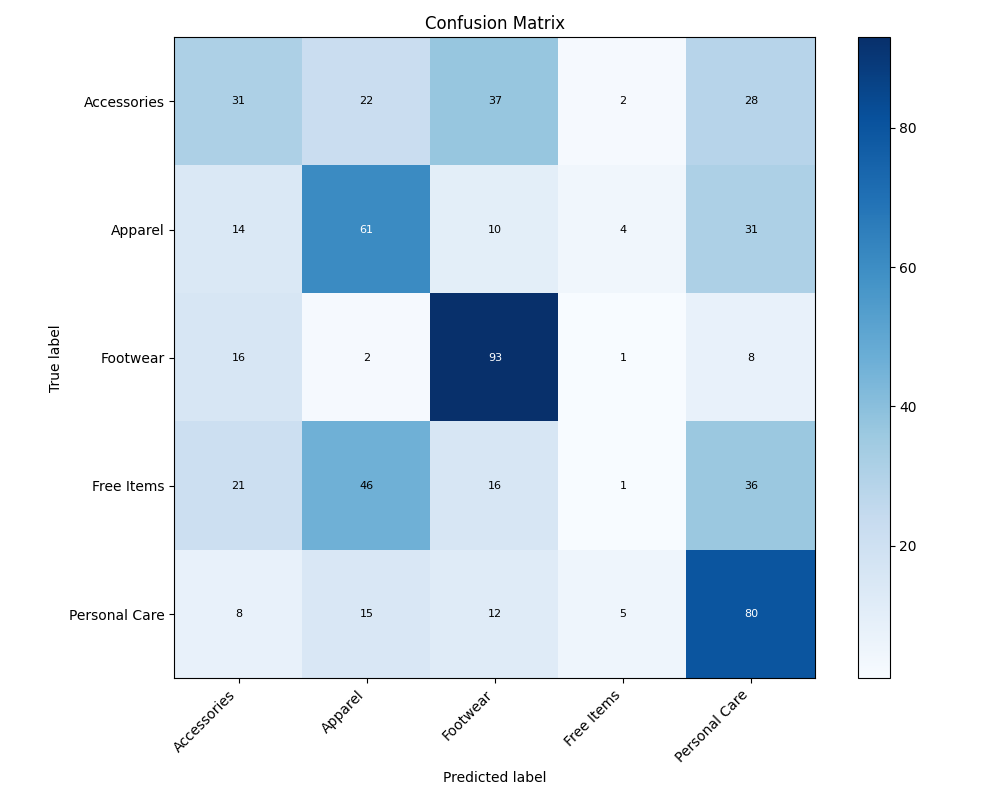 Confusion Matrix
Accessories 31 22 37 2 28
Apparel 14 61 10 4 31
Footwear 16 2 93 1 8
Free Items 21 46 16 1 36
Personal Care 8 15 12 5 80
True label
Accessories Apparel Footwear Free Items Personal Care
Predicted label
80
60
40
20